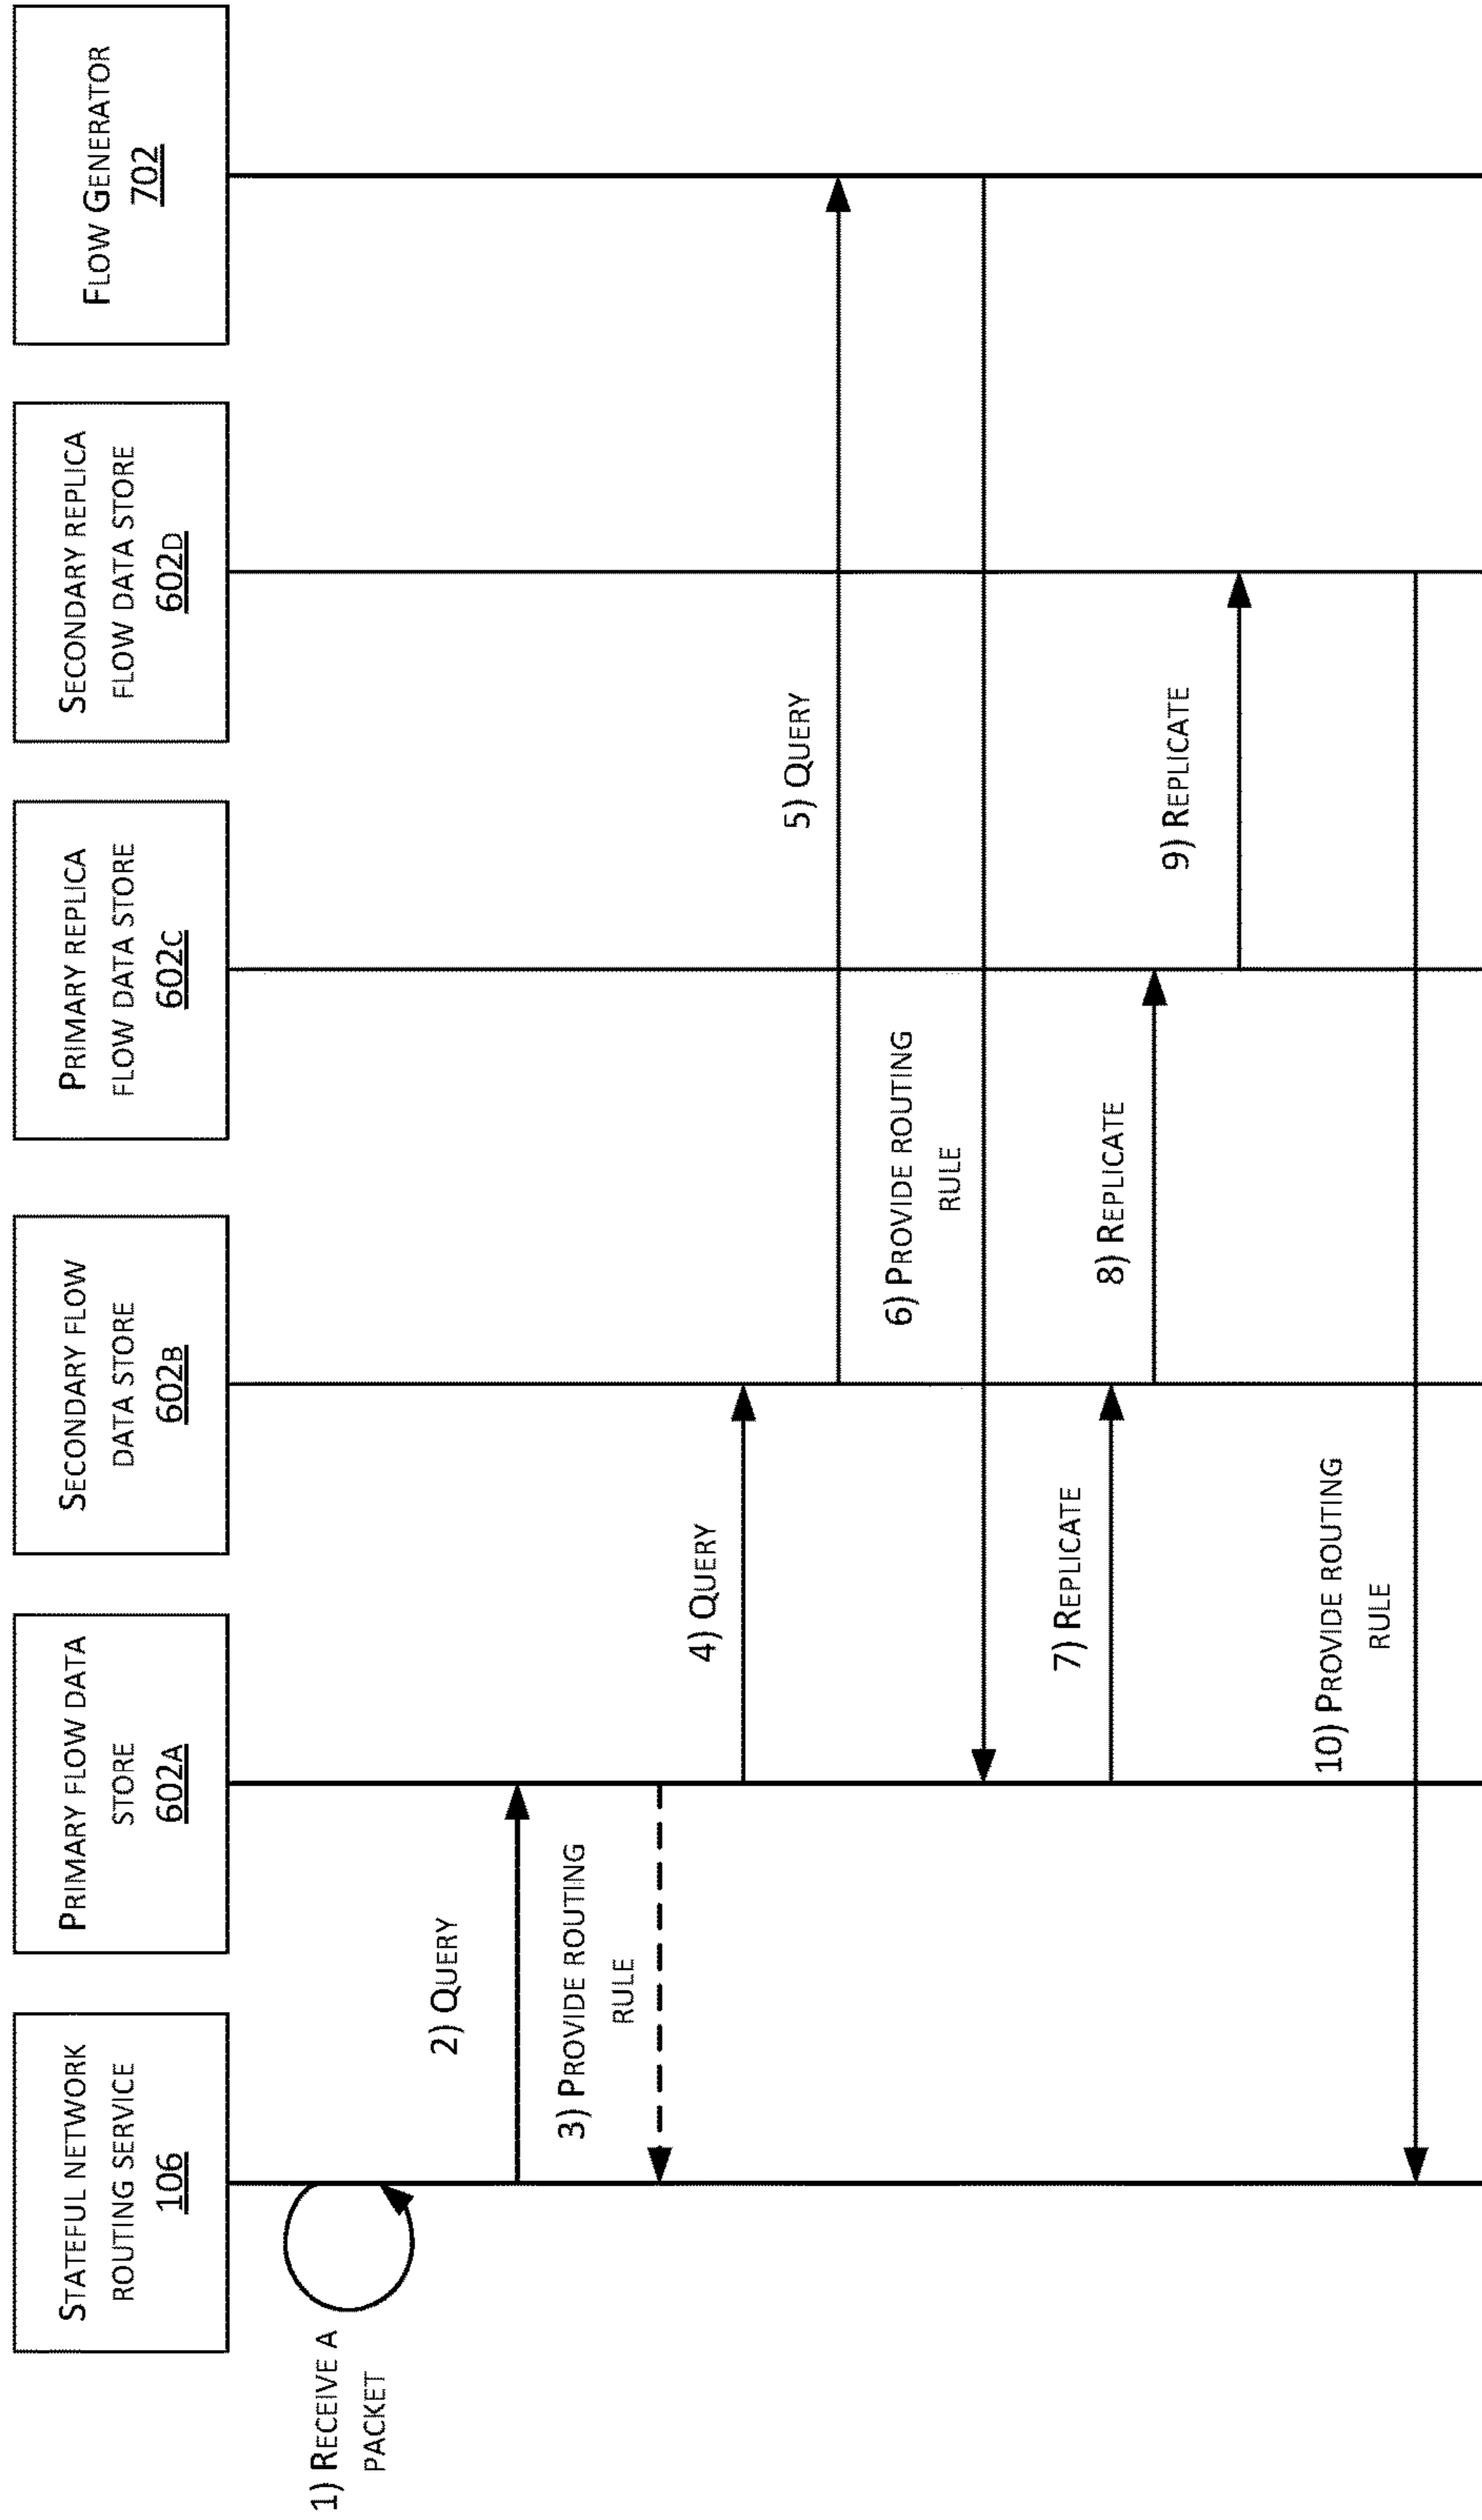 STATEFUL NETWORK
ROUTING SERVICE
106
PRIMARY FLOW DATA
STORE
602A
SECONDARY FLOW
DATA STORE
602B
PRIMARY REPLICA
FLOW DATA STORE
602C
SECONDARY REPLICA
FLOW DATA STORE
602D
FLOW GENERATOR
702
1) RECEIVE A
PACKET
2) QUERY
3) PROVIDE ROUTING
RULE
4) QUERY
5) QUERY
6) PROVIDE ROUTING
RULE
7) REPLICATE
8) REPLICATE
9) REPLICATE
10) PROVIDE ROUTING
RULE